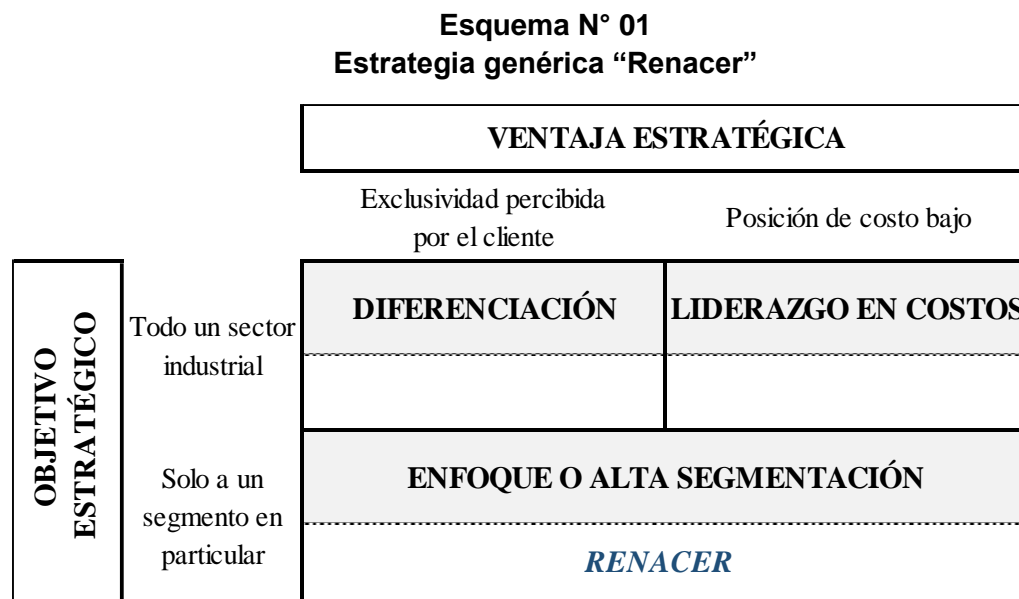 Esquema N° 01
Estrategia genérica “Renacer”
VENTAJA ESTRATÉGICA
Exclusividad percibida
por el cliente
Posición de costo bajo
OBJETIVO
ESTRATÉGICO
Todo un sector
industrial
DIFERENCIACIÓN
LIDERAZGO EN COSTOS
Solo a un
segmento en
particular
ENFOQUE O ALTA SEGMENTACIÓN
RENACER